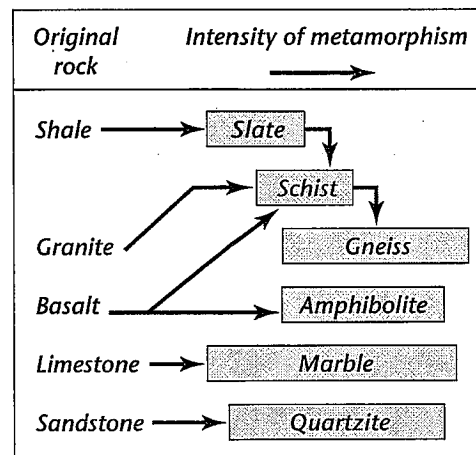 Original Intensity of metamorphism
rock
Shale Slate
Schist
Granite
Gneiss
Basalt Amphibolite
Limestone Marble
Sandstone Quartzite